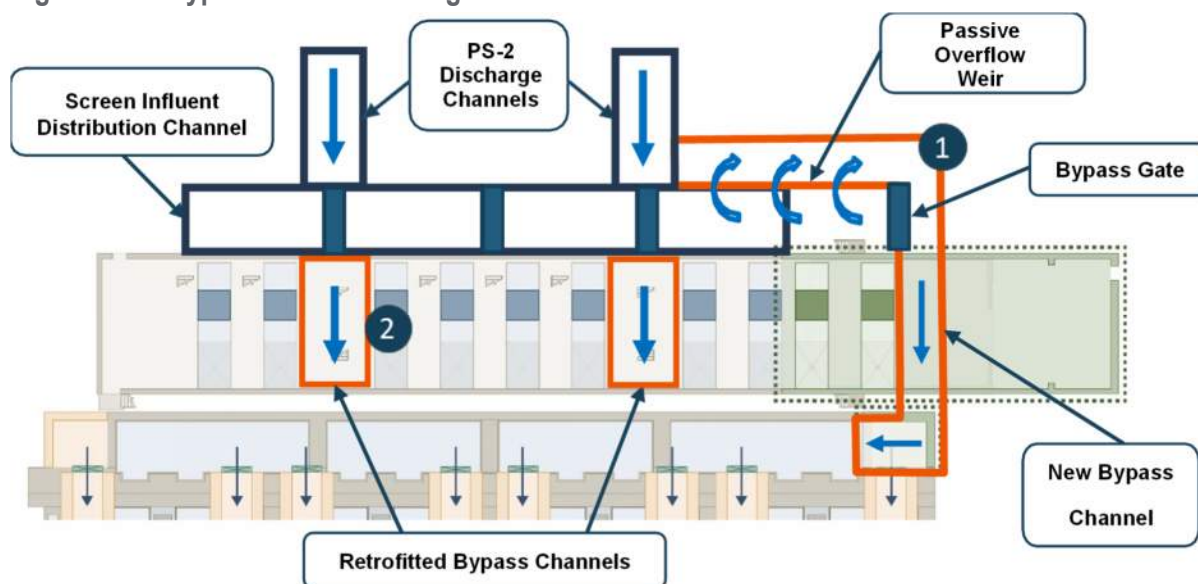 PS-2
Discharge
Channels
Passive
Overflow
Weir
Screen Influent
Distribution Channel
1
Bypass Gate
2
New Bypass
Channel
Retrofitted Bypass Channels